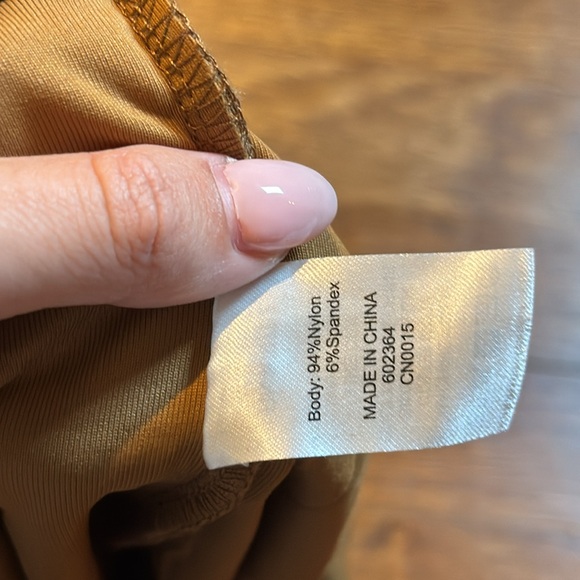 Body: 94%Nylon
6%Spandex
MADE IN CHINA
602364
CN0015